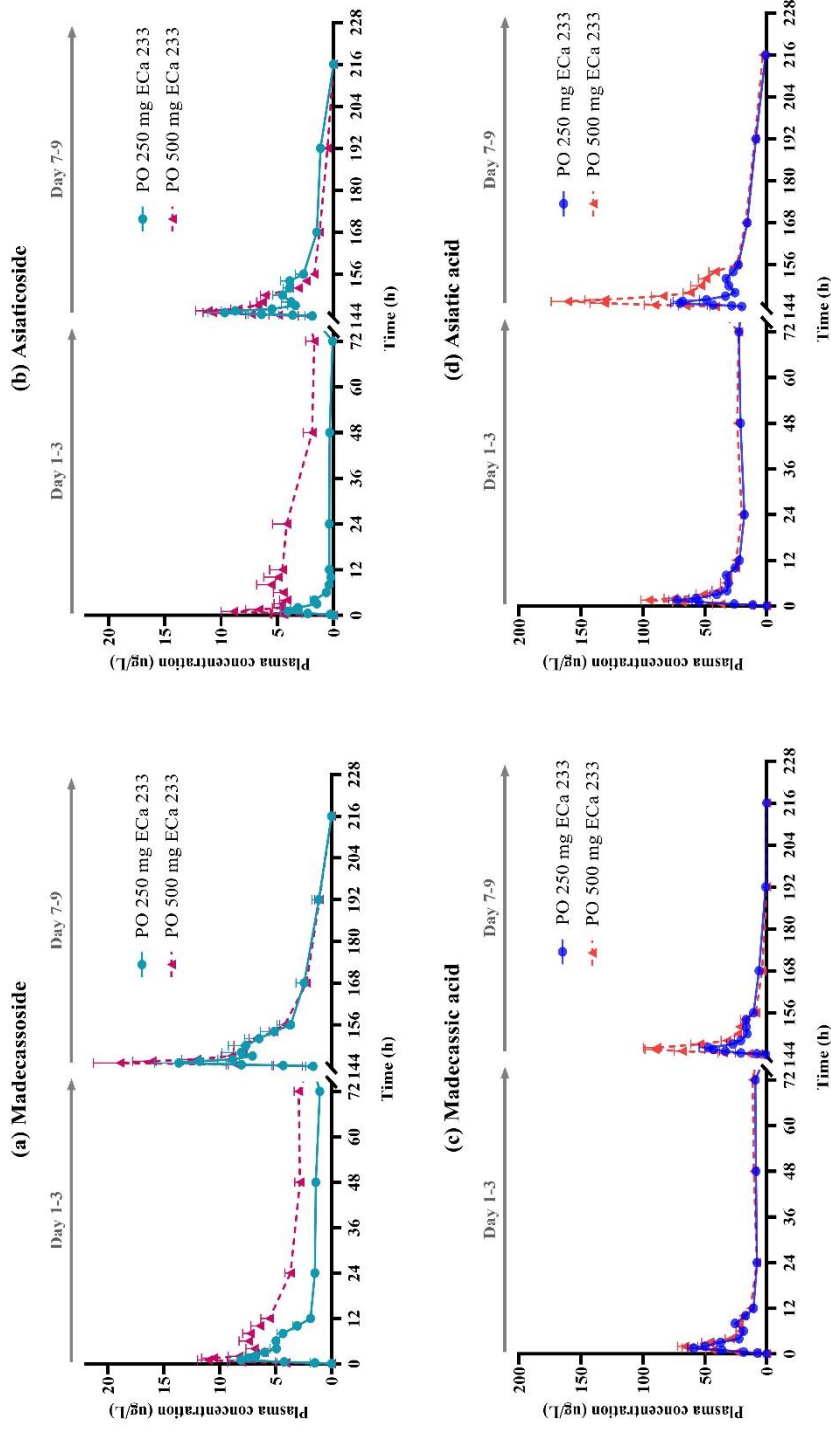 (a) Madecassoside
Day 1-3
Day 7-9
PO 250 mg ECa 233
PO 500 mg ECa 233
Plasma concentration (ug/L)
20
15
10
5
0
0 12 24 36 48 60 72 144 156 168 180 192 204 216 228
Time (h)
(b) Asiaticoside
Day 1-3
Day 7-9
PO 250 mg ECa 233
PO 500 mg ECa 233
Plasma concentration (ug/L)
20
15
10
5
0
0 12 24 36 48 60 72 144 156 168 180 192 204 216 228
Time (h)
(c) Madecassic acid
Day 1-3
Day 7-9
PO 250 mg ECa 233
PO 500 mg ECa 233
Plasma concentration (ug/L)
200
150
100
50
0
0 12 24 36 48 60 72 144 156 168 180 192 204 216 228
Time (h)
(d) Asiatic acid
Day 1-3
Day 7-9
PO 250 mg ECa 233
PO 500 mg ECa 233
Plasma concentration (ug/L)
200
150
100
50
0
0 12 24 36 48 60 72 144 156 168 180 192 204 216 228
Time (h)